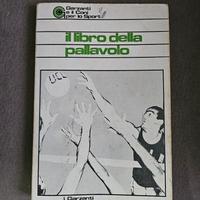 Garzanti
e il Coni
per lo Sport
il libro della
pallavolo
i Garzanti